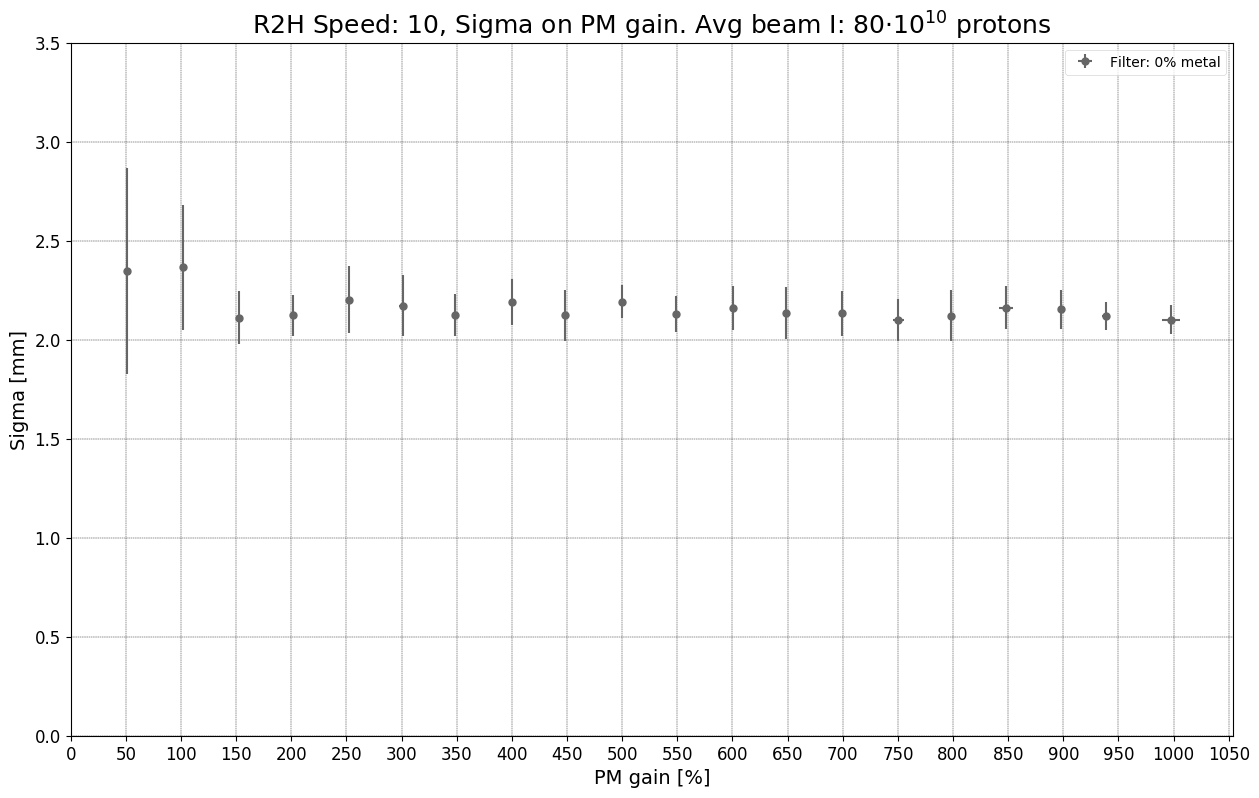 R2H Speed: 10, Sigma on PM gain. Avg beam I: 80·10¹⁰ protons
Filter: 0% metal
Sigma [mm]
3.5
3.0
2.5
2.0
1.5
1.0
0.5
0.0
0 50 100 150 200 250 300 350 400 450 500 550 600 650 700 750 800 850 900 950 1000 1050
PM gain [%]